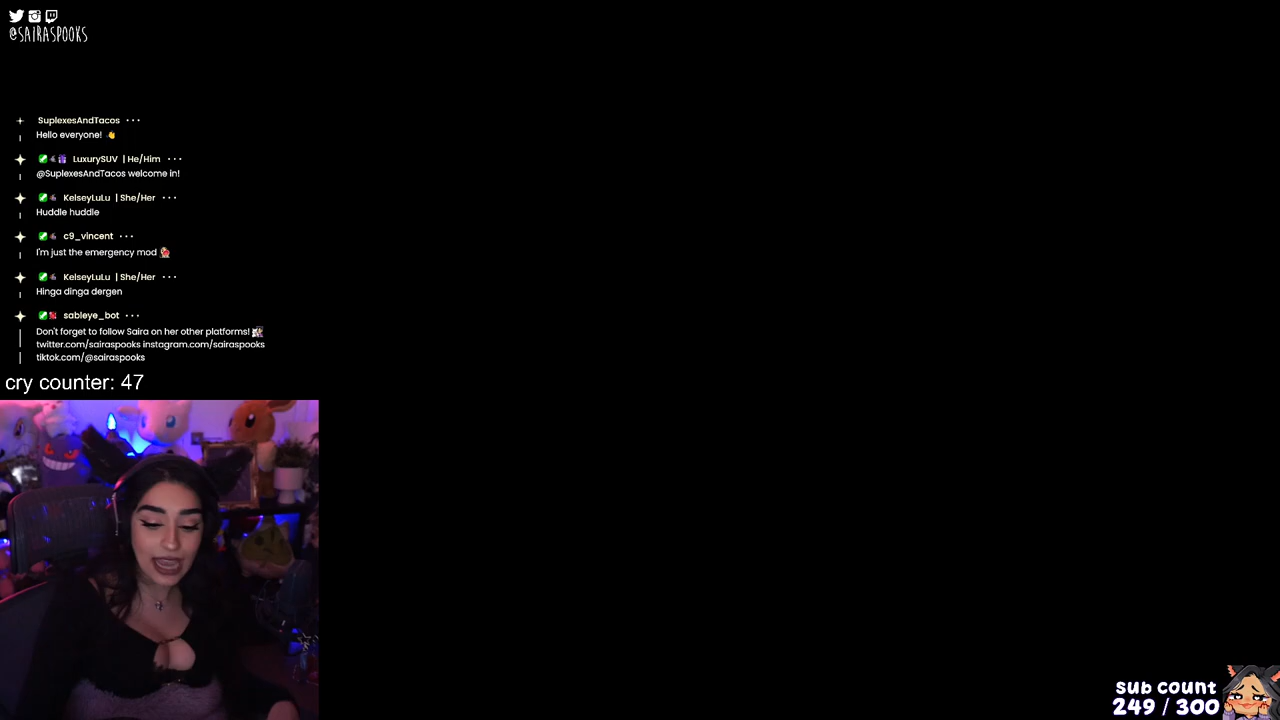 @SAIRASPOOKS
SuplexesAndTacos ...
Hello everyone! 👋
LuxurySUV | He/Him ...
@SuplexesAndTacos welcome in!
KelseyLuLu | She/Her ...
Huddle huddle
c9_vincent ...
I'm just the emergency mod
KelseyLuLu | She/Her ...
Hinga dinga dergen
sableye_bot ...
Don't forget to follow Saira on her other platforms!
twitter.com/sairaspooks instagram.com/sairaspooks
tiktok.com/@sairaspooks
cry counter: 47
sub count
249 / 300